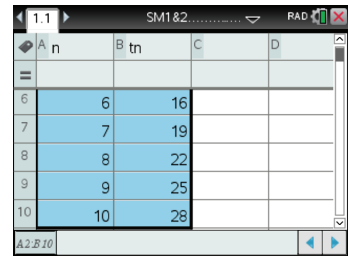 1.1 SM1&2............. RAD
A n B tn C D
=
6 6 16
7 7 19
8 8 22
9 9 25
10 10 28
A2:B10